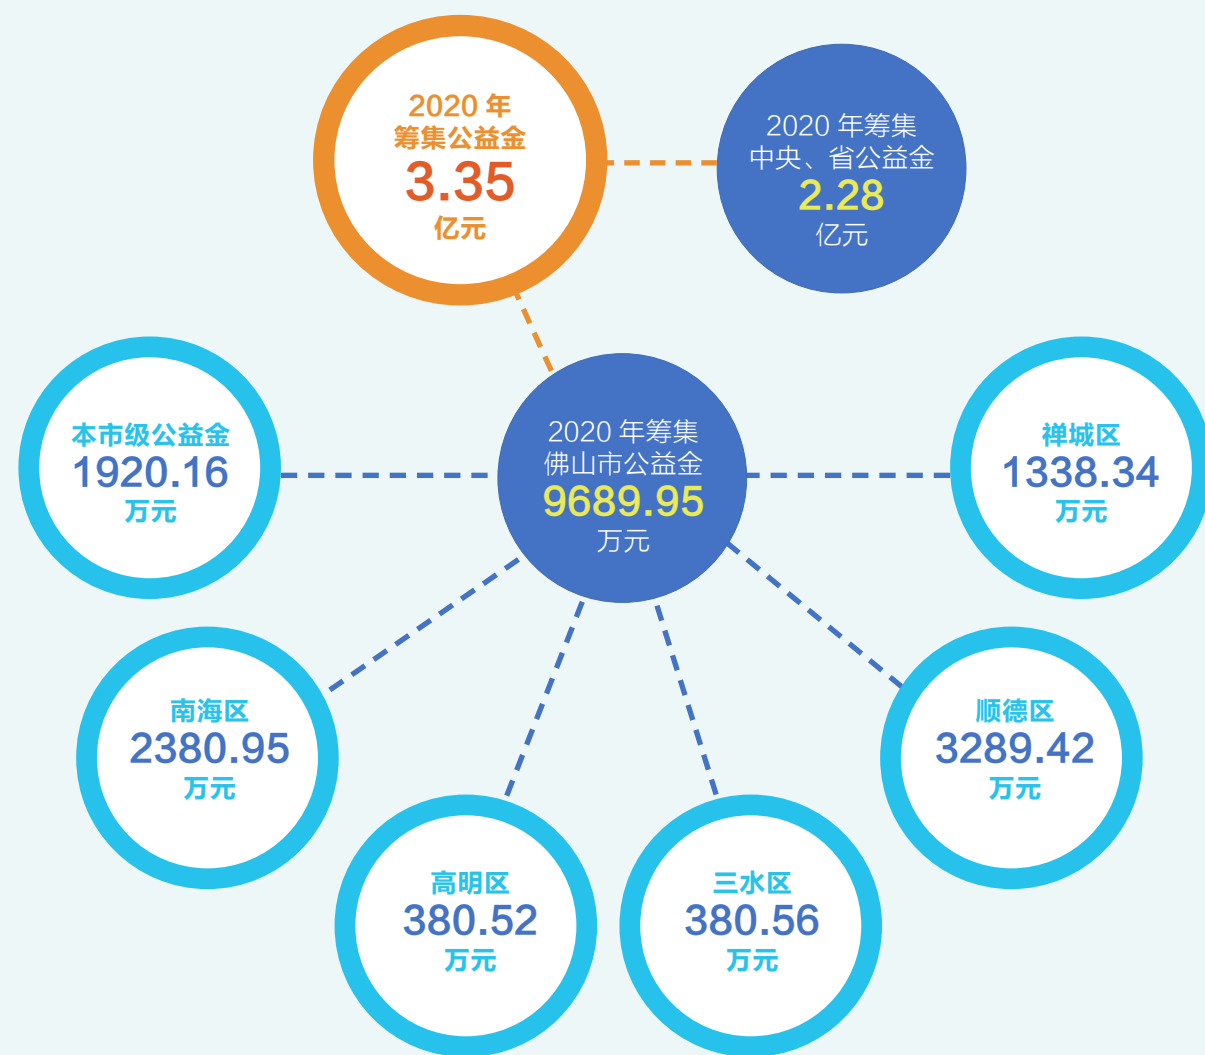 2020 年
筹集公益金
3.35
亿元
2020 年筹集
中央、省公益金
2.28
亿元
2020 年筹集
佛山市公益金
9689.95
万元
本市级公益金
1920.16
万元
禅城区
1338.34
万元
南海区
2380.95
万元
顺德区
3289.42
万元
高明区
380.52
万元
三水区
380.56
万元